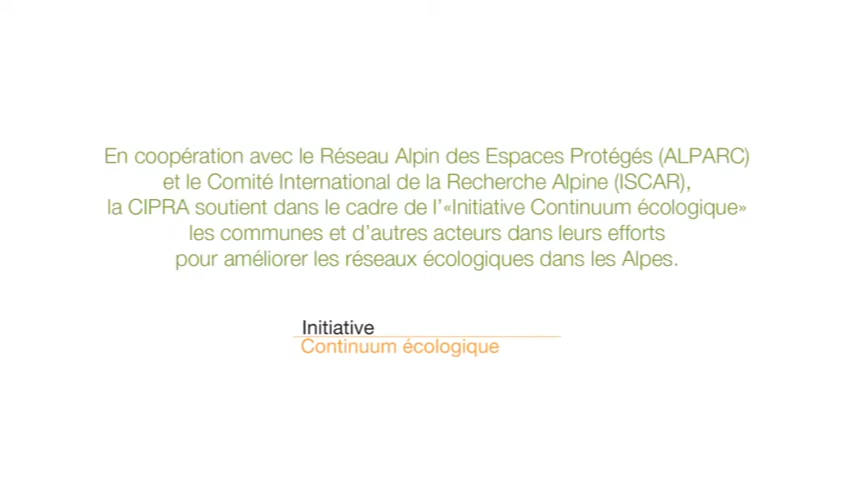 En coopération avec le Réseau Alpin des Espaces Protégés (ALPARC)
et le Comité International de la Recherche Alpine (ISCAR),
la CIPRA soutient dans le cadre de l’«Initiative Continuum écologique»
les communes et d’autres acteurs dans leurs efforts
pour améliorer les réseaux écologiques dans les Alpes.
Initiative
Continuum écologique